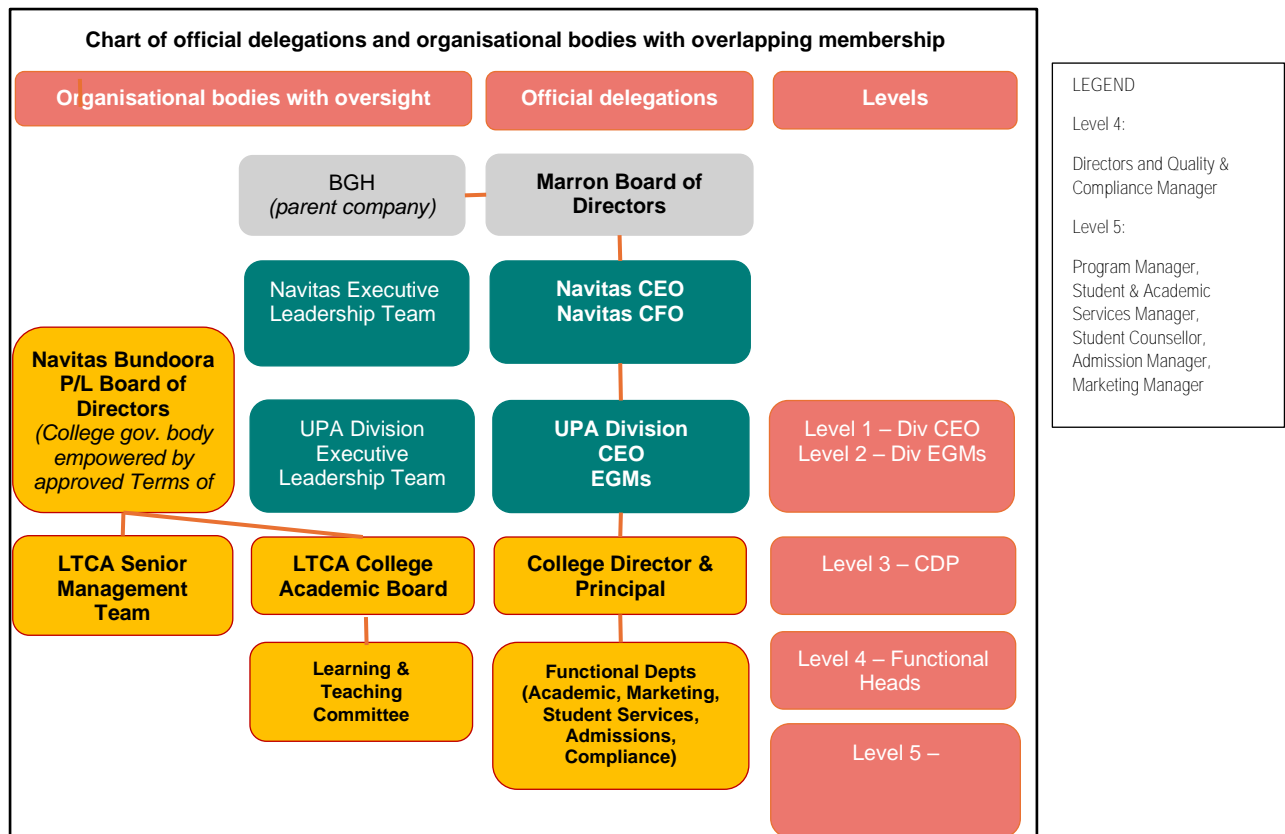 Chart of official delegations and organisational bodies with overlapping membership
Organisational bodies with oversight
Official delegations
Levels
BGH
(parent company)
Marron Board of
Directors
Navitas Executive
Leadership Team
Navitas CEO
Navitas CFO
Navitas Bundoora
P/L Board of
Directors
(College gov. body
empowered by
approved Terms of
UPA Division
Executive
Leadership Team
UPA Division
CEO
EGMs
Level 1 – Div CEO
Level 2 – Div EGMs
LTCA Senior
Management
Team
LTCA College
Academic Board
College Director &
Principal
Level 3 – CDP
Learning &
Teaching
Committee
Functional Depts
(Academic, Marketing,
Student Services,
Admissions,
Compliance)
Level 4 – Functional
Heads
Level 5 –
LEGEND
Level 4:
Directors and Quality &
Compliance Manager
Level 5:
Program Manager,
Student & Academic
Services Manager,
Student Counsellor,
Admission Manager,
Marketing Manager